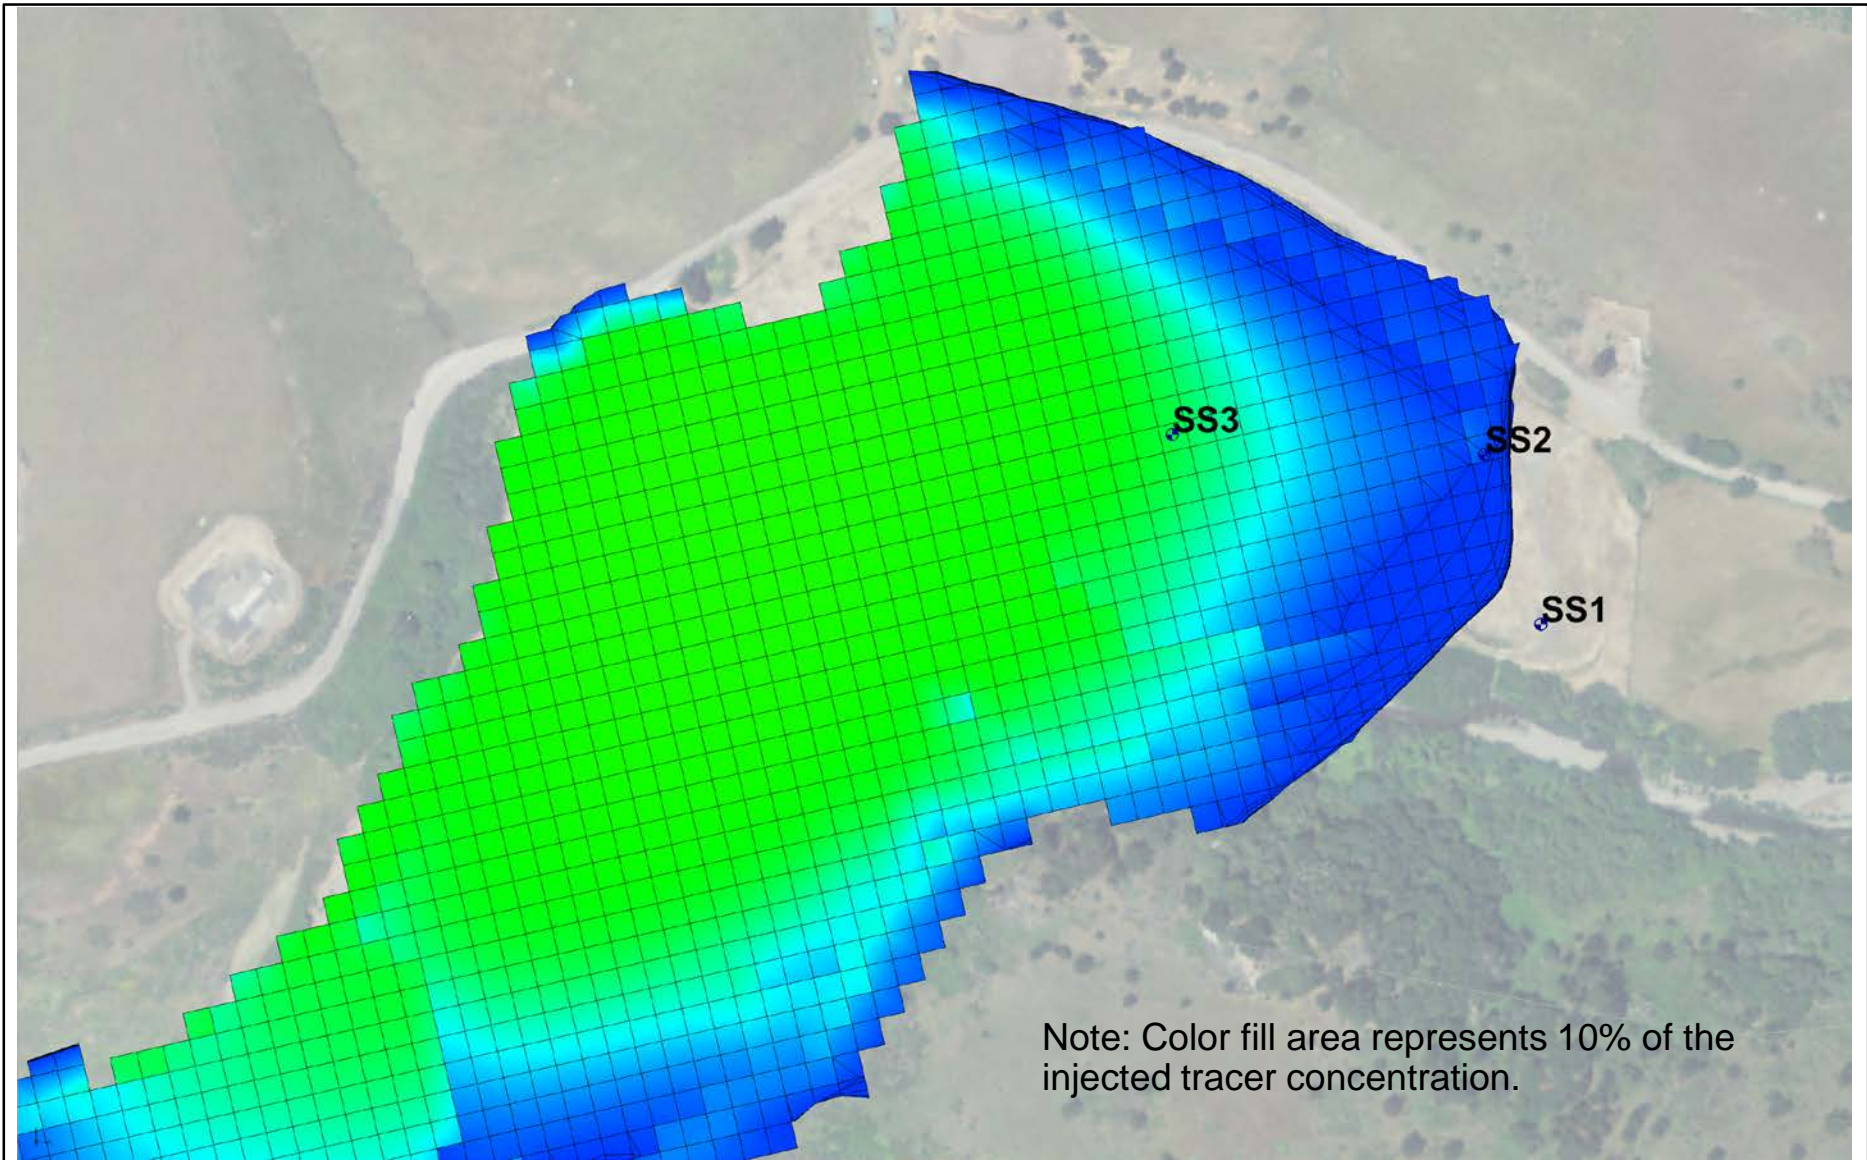 SS3
SS2
SS1
Note: Color fill area represents 10% of the
injected tracer concentration.